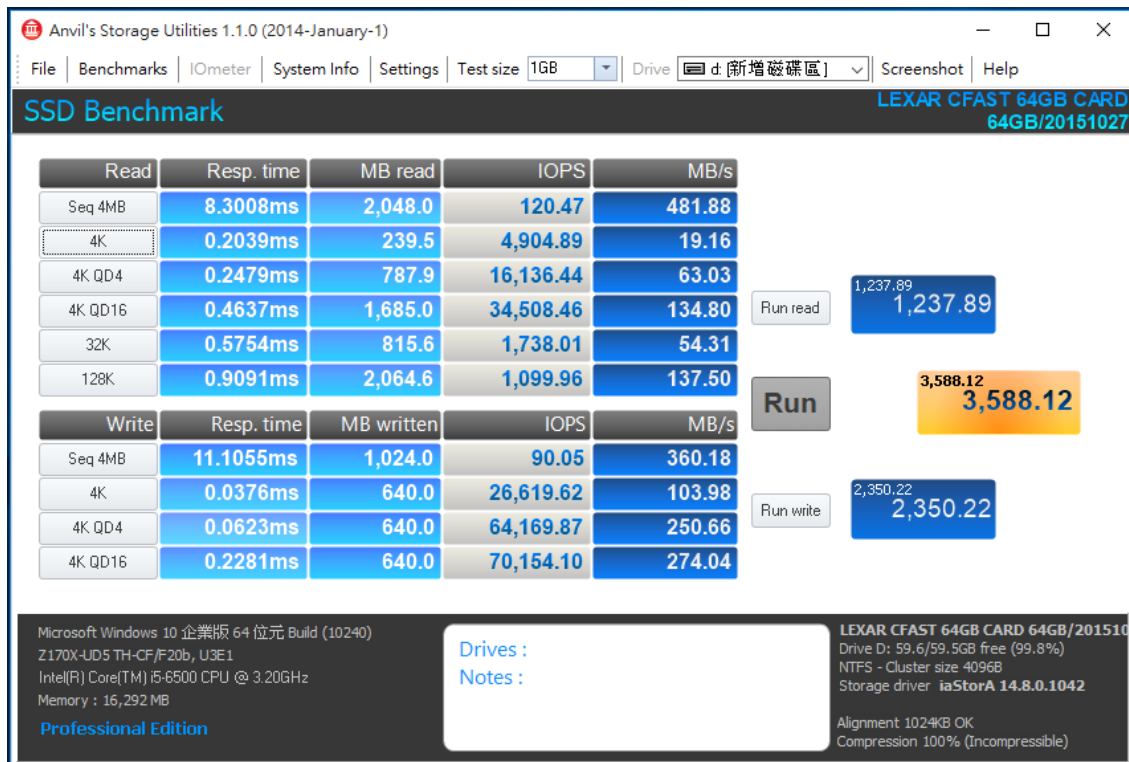 Anvil's Storage Utilities 1.1.0 (2014-January-1)
File Benchmarks IOmeter System Info Settings Test size 1GB Drive d: [新增磁碟區] Screenshot Help
SSD Benchmark
LEXAR CFAST 64GB CARD
64GB/20151027
Read Resp. time MB read IOPS MB/s
Seq 4MB 8.3008ms 2,048.0 120.47 481.88
4K 0.2039ms 239.5 4,904.89 19.16
4K QD4 0.2479ms 787.9 16,136.44 63.03
4K QD16 0.4637ms 1,685.0 34,508.46 134.80
32K 0.5754ms 815.6 1,738.01 54.31
128K 0.9091ms 2,064.6 1,099.96 137.50
Run read
1,237.89
1,237.89
Run
3,588.12
3,588.12
Write Resp. time MB written IOPS MB/s
Seq 4MB 11.1055ms 1,024.0 90.05 360.18
4K 0.0376ms 640.0 26,619.62 103.98
4K QD4 0.0623ms 640.0 64,169.87 250.66
4K QD16 0.2281ms 640.0 70,154.10 274.04
Run write
2,350.22
2,350.22
Microsoft Windows 10 企業版 64 位元 Build (10240)
Z170X-UD5 TH-CF/F20b, U3E1
Intel(R) Core(TM) i5-6500 CPU @ 3.20GHz
Memory : 16,292 MB
Professional Edition
Drives :
Notes :
LEXAR CFAST 64GB CARD 64GB/201510
Drive D: 59.6/59.5GB free (99.8%)
NTFS - Cluster size 4096B
Storage driver iaStorA 14.8.0.1042
Alignment 1024KB OK
Compression 100% (Incompressible)